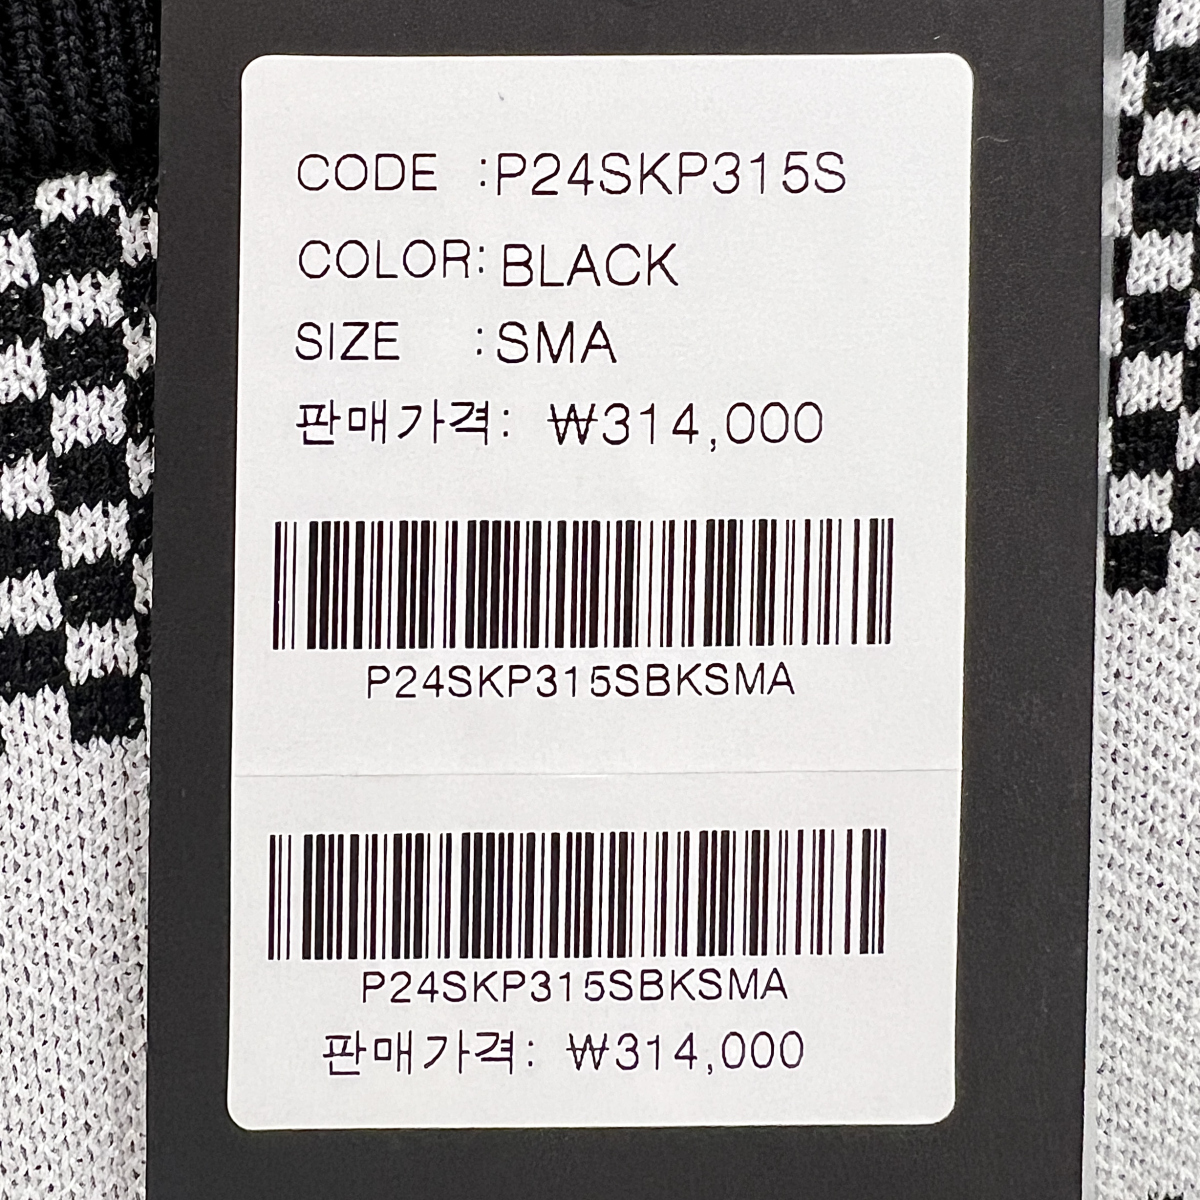 CODE :P24SKP315S
COLOR: BLACK
SIZE :SMA
판매가격: ₩314,000
P24SKP315SBKSMA
P24SKP315SBKSMA
판매가격: ₩314,000